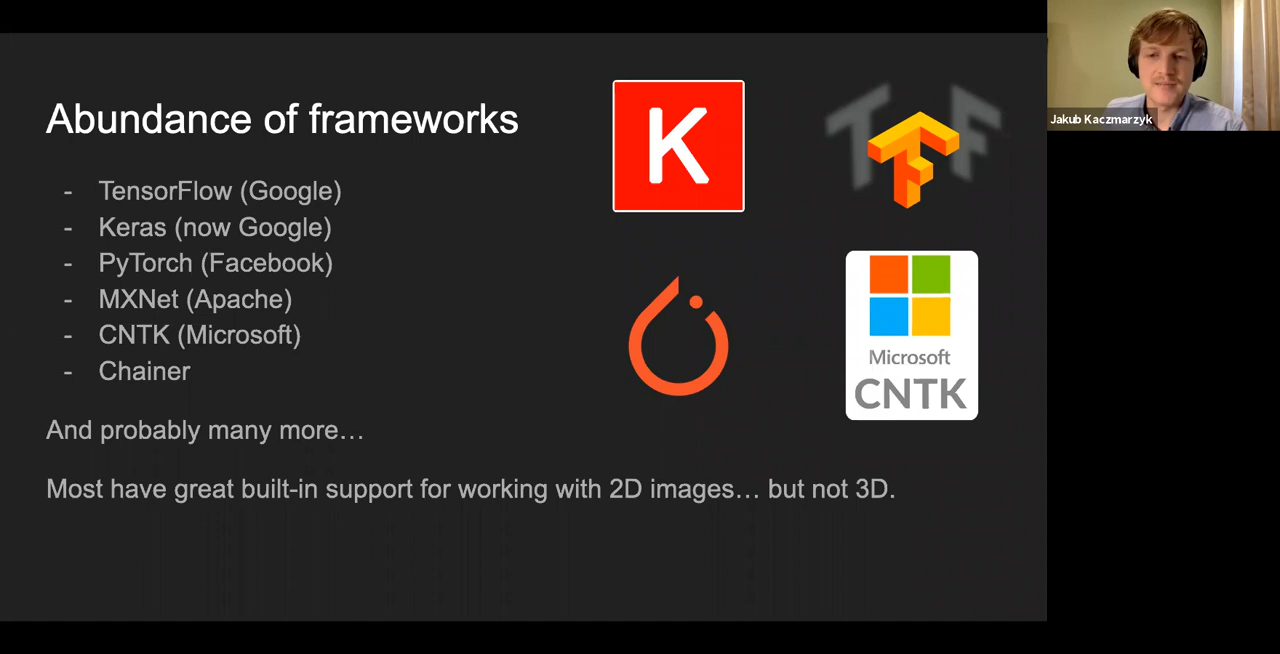 Abundance of frameworks
- TensorFlow (Google)
- Keras (now Google)
- PyTorch (Facebook)
- MXNet (Apache)
- CNTK (Microsoft)
- Chainer
And probably many more…
Most have great built-in support for working with 2D images… but not 3D.
K
TF
Microsoft
CNTK
Jakub Kaczmarzyk